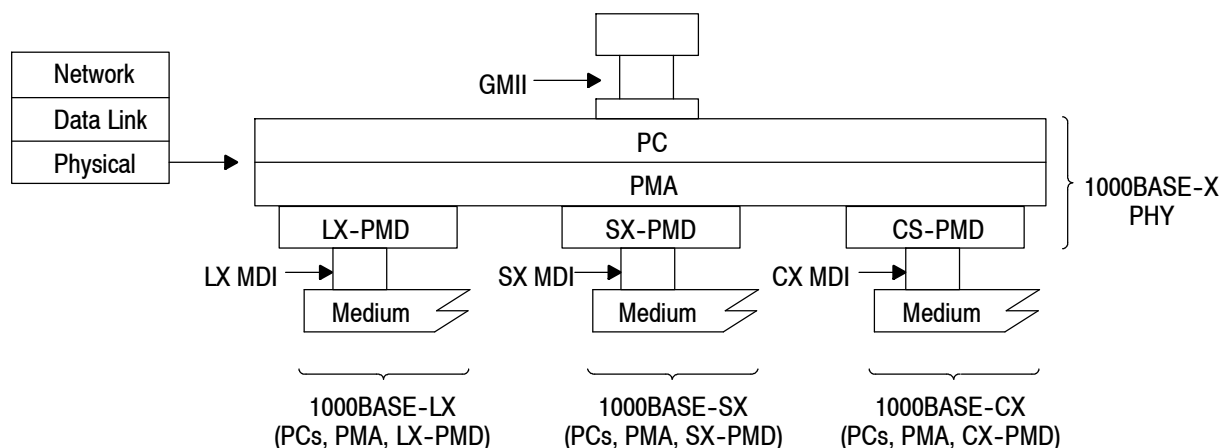 Network
Data Link
Physical
GMII
PC
PMA
1000BASE-X
PHY
LX-PMD
SX-PMD
CS-PMD
LX MDI
SX MDI
CX MDI
Medium
Medium
Medium
1000BASE-LX
(PCs, PMA, LX-PMD)
1000BASE-SX
(PCs, PMA, SX-PMD)
1000BASE-CX
(PCs, PMA, CX-PMD)